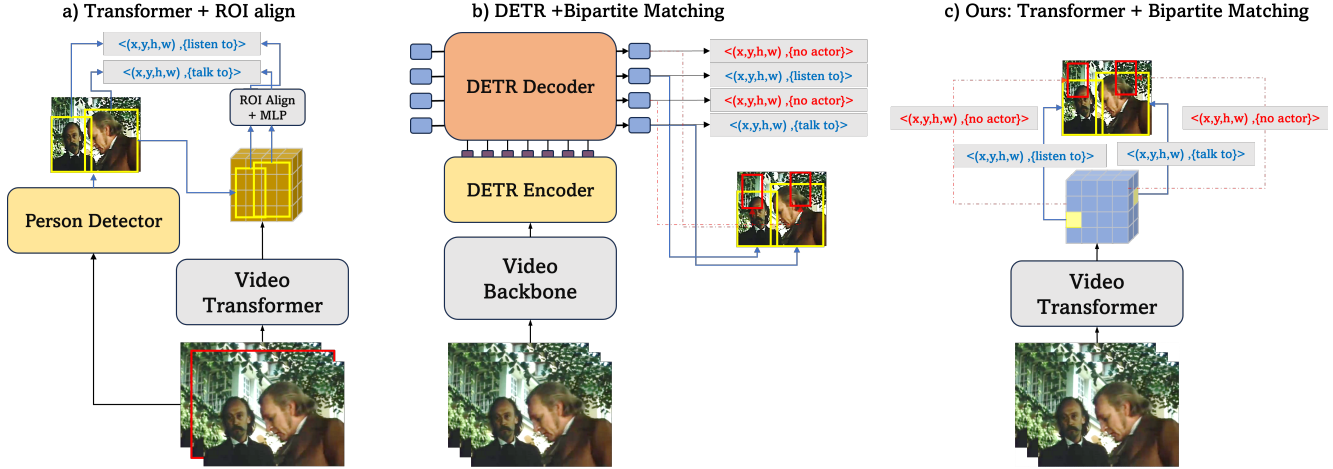 a) Transformer + ROI align
<(x,y,h,w) ,{listen to}>
<(x,y,h,w) ,{talk to}>
ROI Align
+ MLP
Person Detector
Video
Transformer
b) DETR +Bipartite Matching
DETR Decoder
<(x,y,h,w) ,{no actor}>
<(x,y,h,w) ,{listen to}>
<(x,y,h,w) ,{no actor}>
<(x,y,h,w) ,{talk to}>
DETR Encoder
Video
Backbone
c) Ours: Transformer + Bipartite Matching
<(x,y,h,w) ,{no actor}>
<(x,y,h,w) ,{no actor}>
<(x,y,h,w) ,{listen to}>
<(x,y,h,w) ,{talk to}>
Video
Transformer